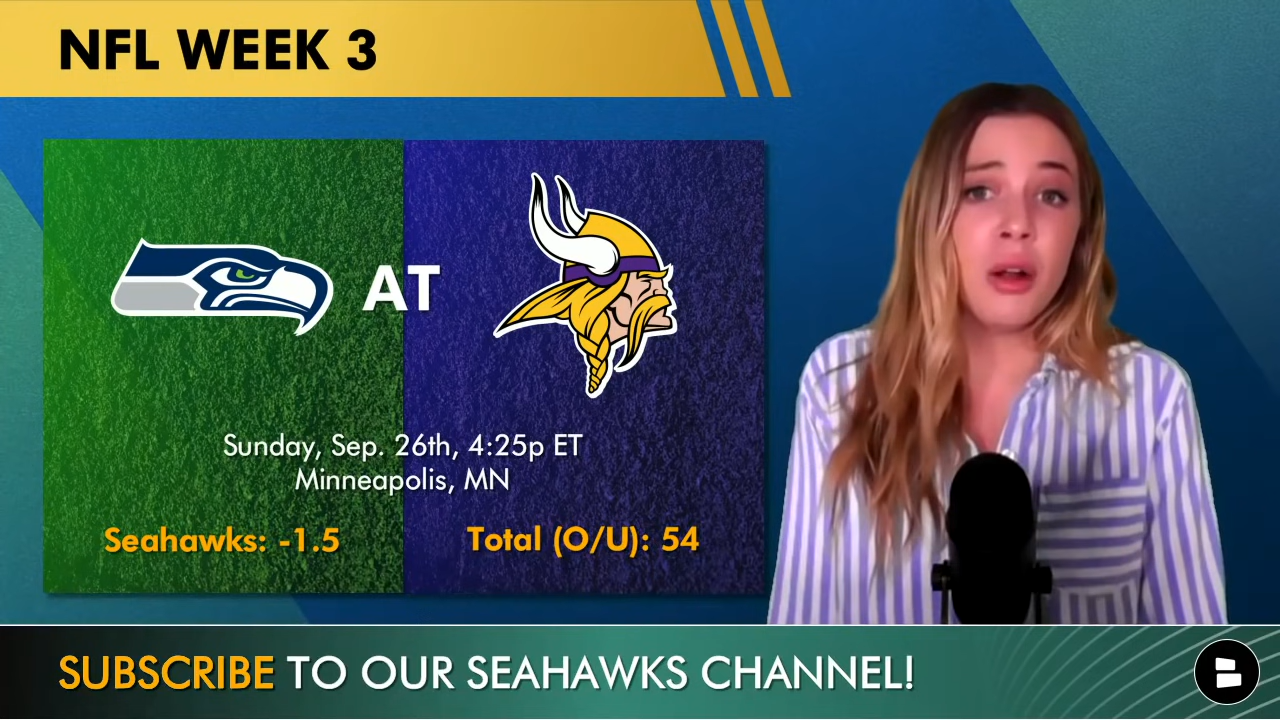 NFL WEEK 3
AT
Sunday, Sep. 26th, 4:25p ET
Minneapolis, MN
Seahawks: -1.5
Total (O/U): 54
SUBSCRIBE TO OUR SEAHAWKS CHANNEL!